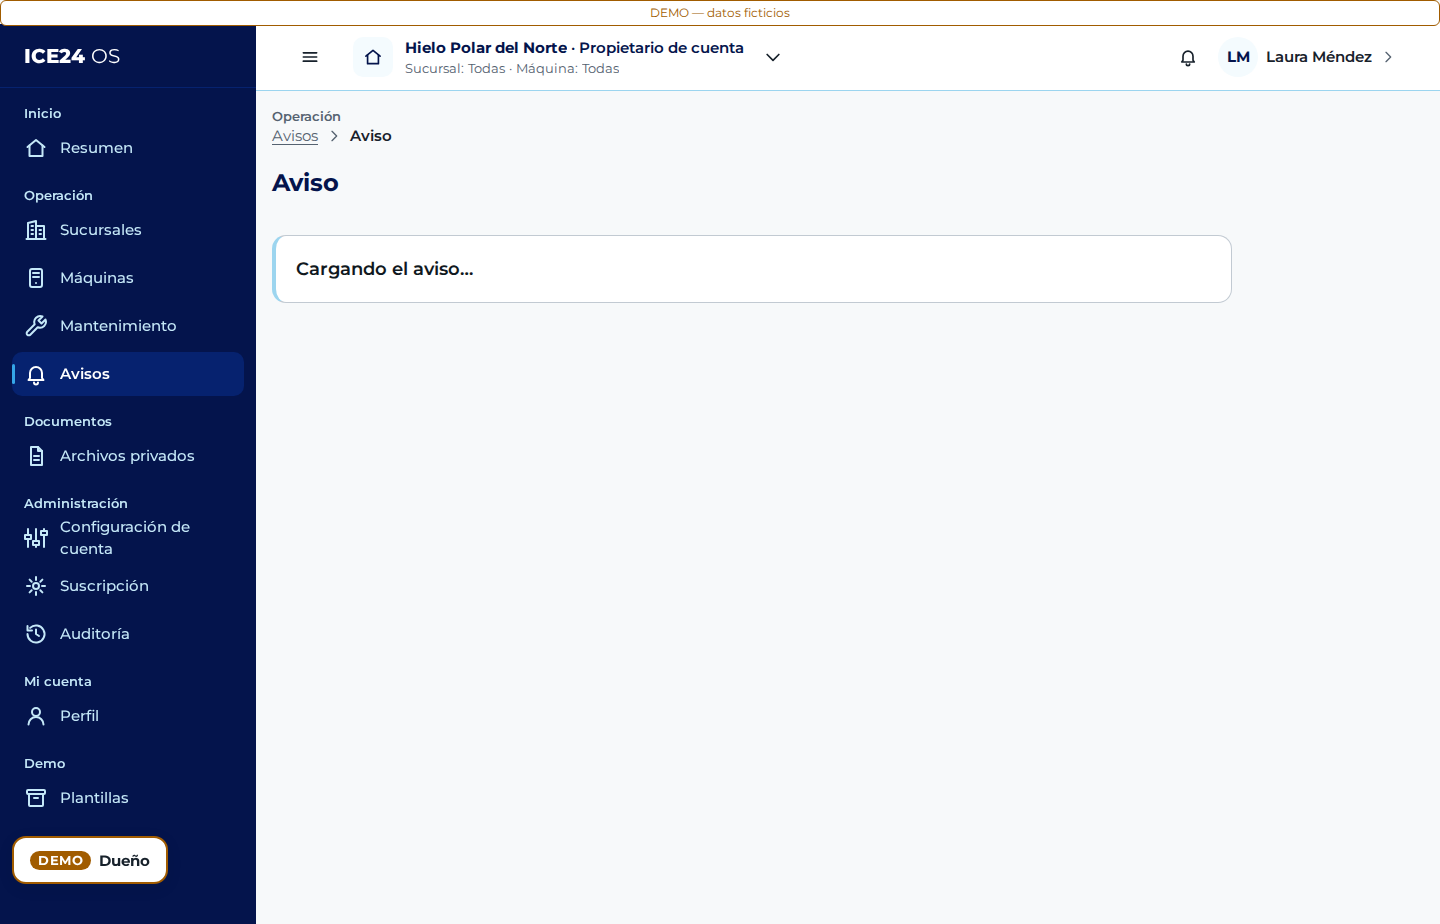 DEMO — datos ficticios
ICE24 OS
Inicio
Resumen
Operación
Sucursales
Máquinas
Mantenimiento
Avisos
Documentos
Archivos privados
Administración
Configuración de
cuenta
Suscripción
Auditoría
Mi cuenta
Perfil
Demo
Plantillas
DEMO Dueño
Hielo Polar del Norte · Propietario de cuenta
Sucursal: Todas · Máquina: Todas
LM Laura Méndez
Operación
Avisos > Aviso
Aviso
Cargando el aviso...